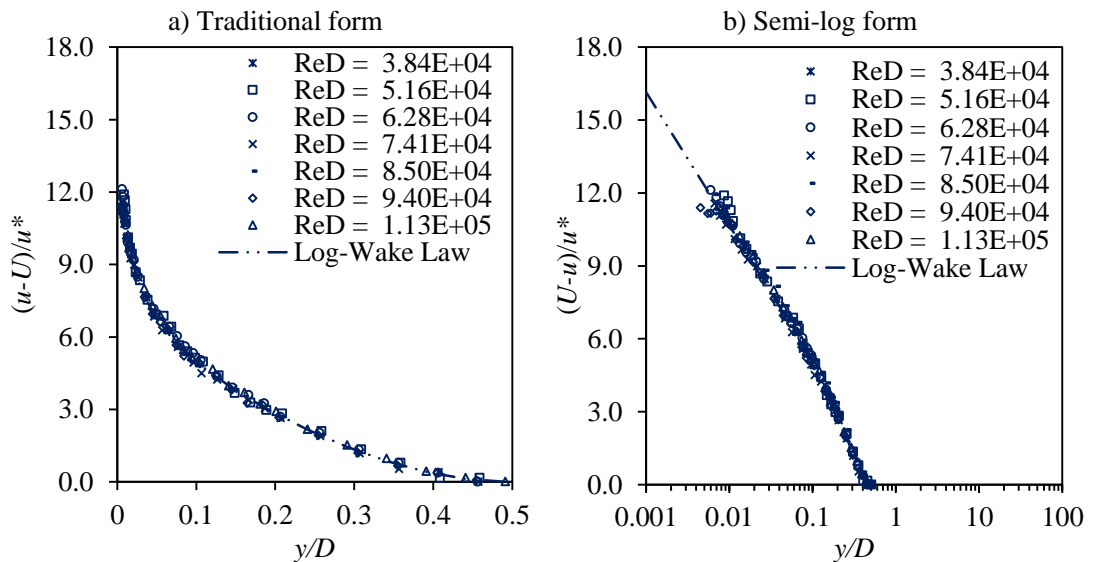 a) Traditional form
18.0
15.0
12.0
9.0
6.0
3.0
0.0
(u-U)/u*
0
0.1
0.2
0.3
0.4
0.5
y/D
ReD = 3.84E+04
ReD = 5.16E+04
ReD = 6.28E+04
ReD = 7.41E+04
ReD = 8.50E+04
ReD = 9.40E+04
ReD = 1.13E+05
Log-Wake Law
b) Semi-log form
18.0
15.0
12.0
9.0
6.0
3.0
0.0
(U-u)/u*
0.001
0.01
0.1
1
10
100
y/D
ReD = 3.84E+04
ReD = 5.16E+04
ReD = 6.28E+04
ReD = 7.41E+04
ReD = 8.50E+04
ReD = 9.40E+04
ReD = 1.13E+05
Log-Wake Law